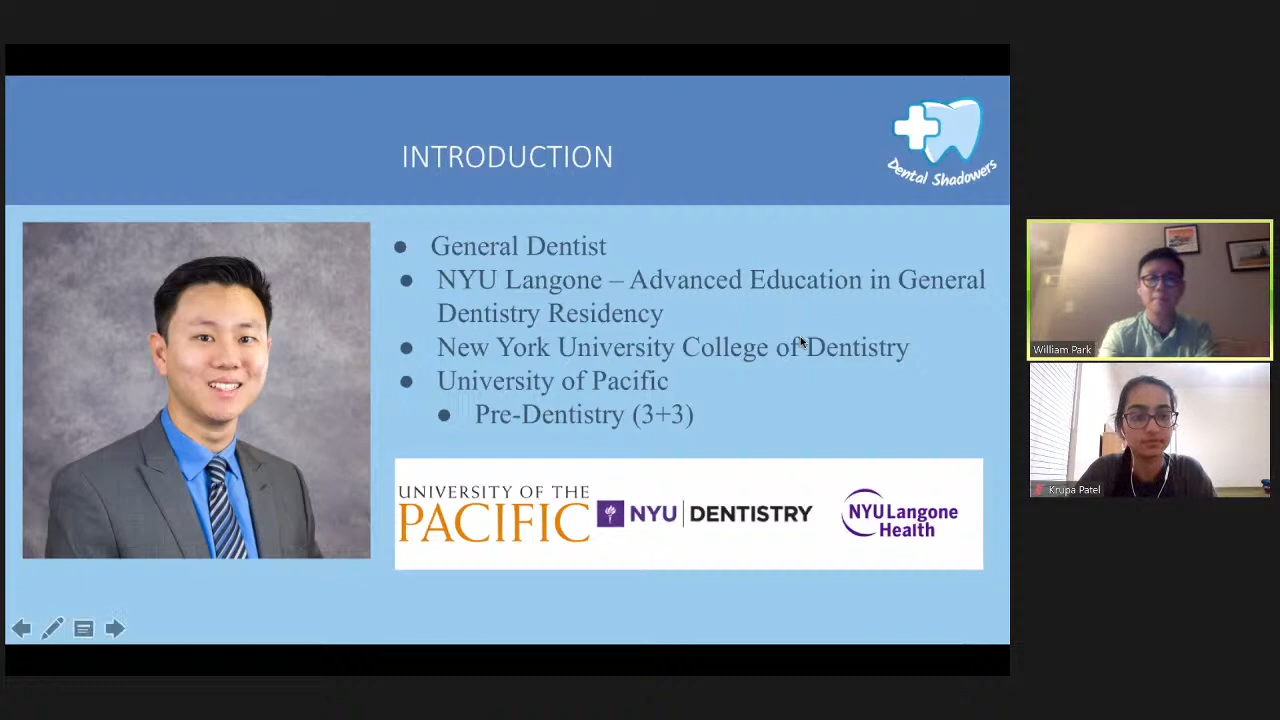 INTRODUCTION
Dental Shadowers
General Dentist
NYU Langone – Advanced Education in General
Dentistry Residency
New York University College of Dentistry
University of Pacific
Pre-Dentistry (3+3)
UNIVERSITY OF THE
PACIFIC
NYU DENTISTRY
NYU Langone
Health
William Park
Krupa Patel